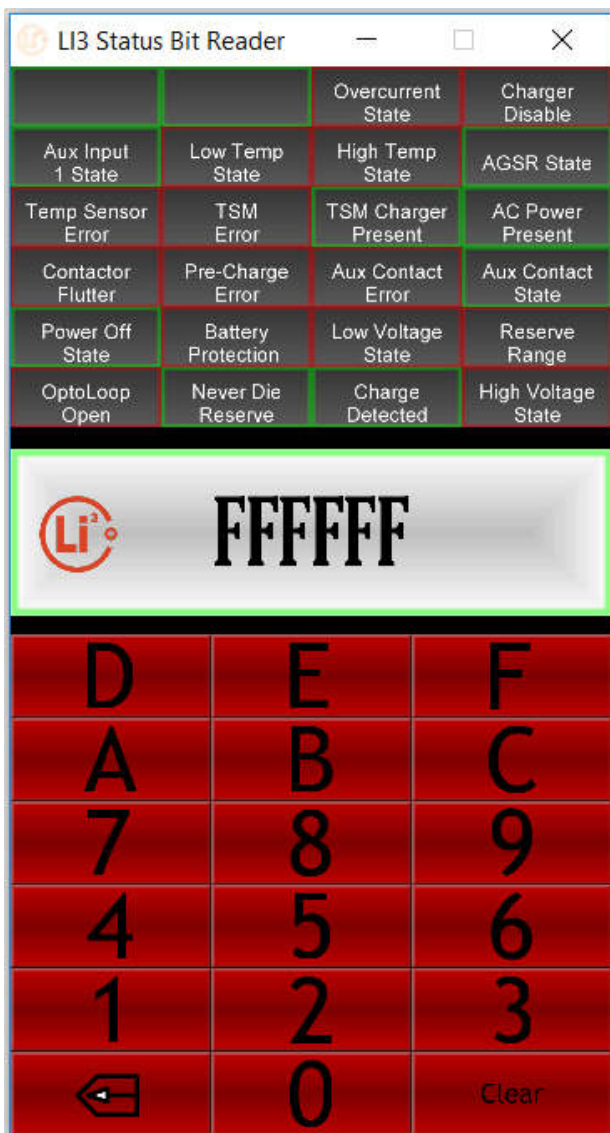 LI3 Status Bit Reader
Overcurrent State
Charger Disable
Aux Input 1 State
Low Temp State
High Temp State
AGSR State
Temp Sensor Error
TSM Error
TSM Charger Present
AC Power Present
Contactor Flutter
Pre-Charge Error
Aux Contact Error
Aux Contact State
Power Off State
Battery Protection
Low Voltage State
Reserve Range
OptoLoop Open
Never Die Reserve
Charge Detected
High Voltage State
Li³
FFFFFF
D E F
A B C
7 8 9
4 5 6
1 2 3
0 Clear